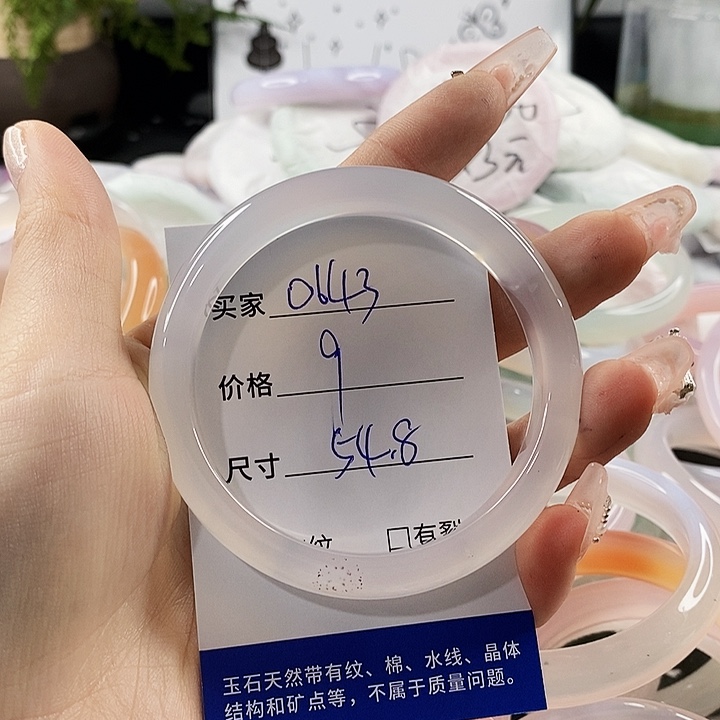 买家 0643
价格 9
尺寸 54.8
纹 □有裂
玉石天然带有纹、棉、水线、晶体
结构和矿点等，不属于质量问题。